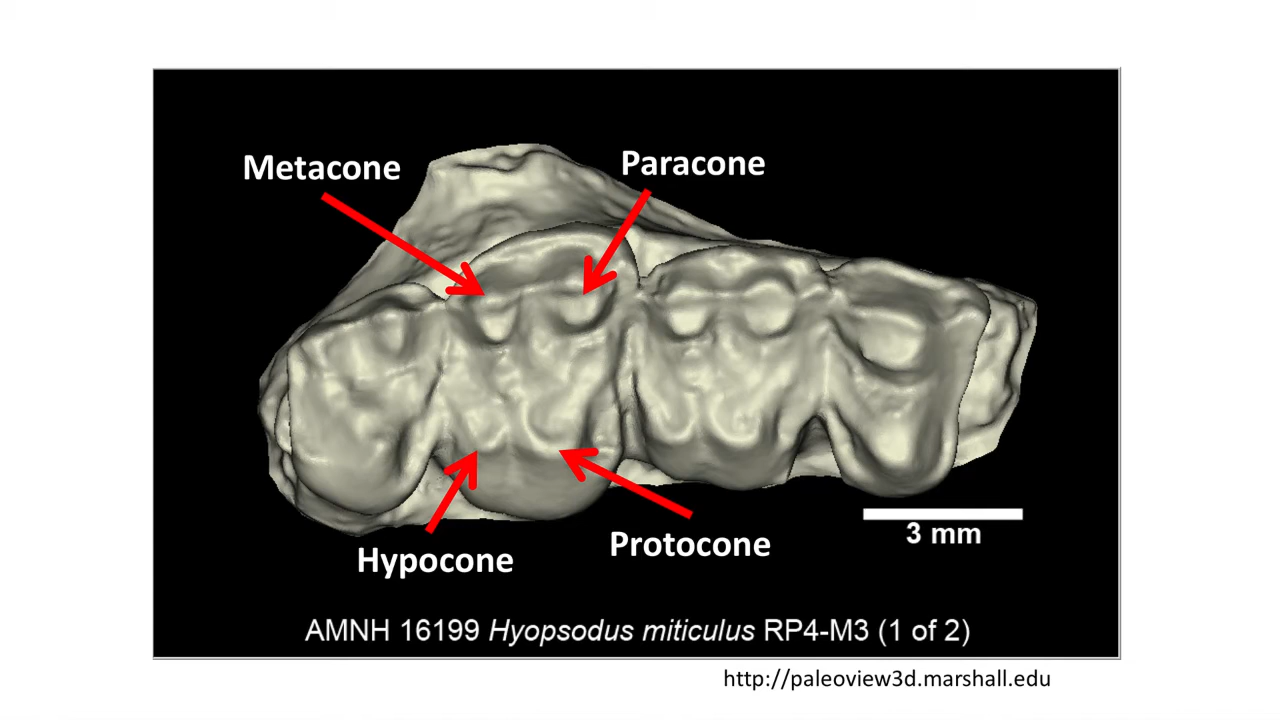 Metacone
Paracone
Hypocone
Protocone
3 mm
AMNH 16199 Hyopsodus miticulus RP4-M3 (1 of 2)
http://paleoview3d.marshall.edu